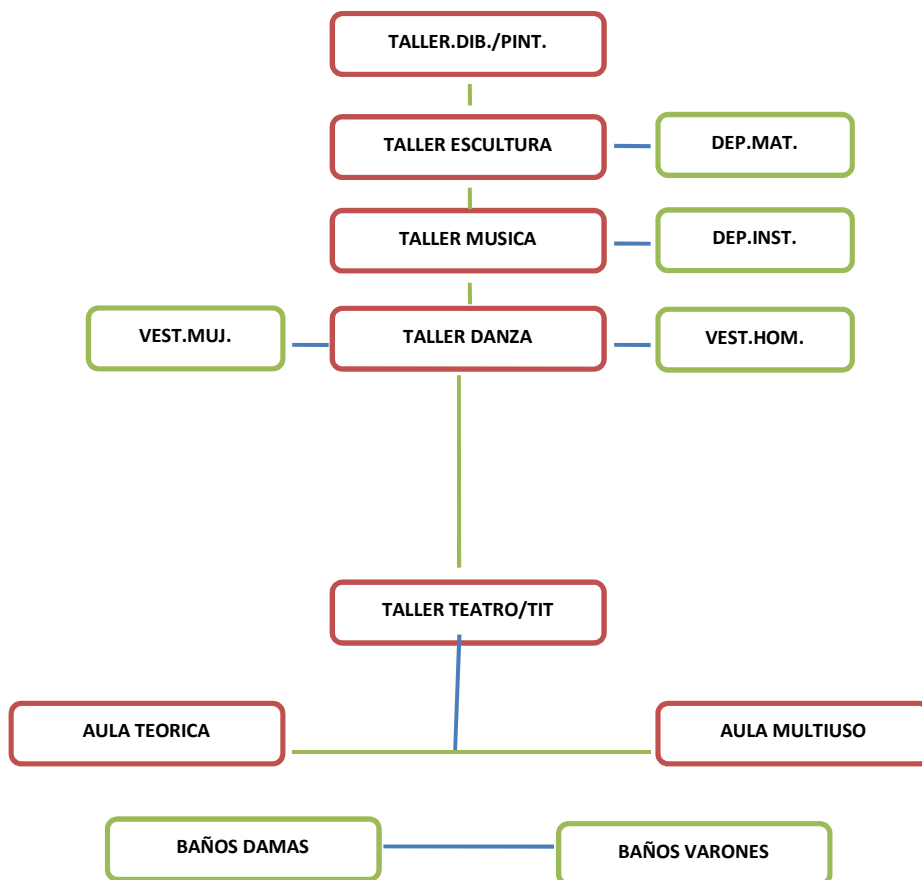 TALLER.DIB./PINT.
TALLER ESCULTURA
DEP.MAT.
TALLER MUSICA
DEP.INST.
VEST.MUJ.
TALLER DANZA
VEST.HOM.
TALLER TEATRO/TIT
AULA TEORICA
AULA MULTIUSO
BAÑOS DAMAS
BAÑOS VARONES